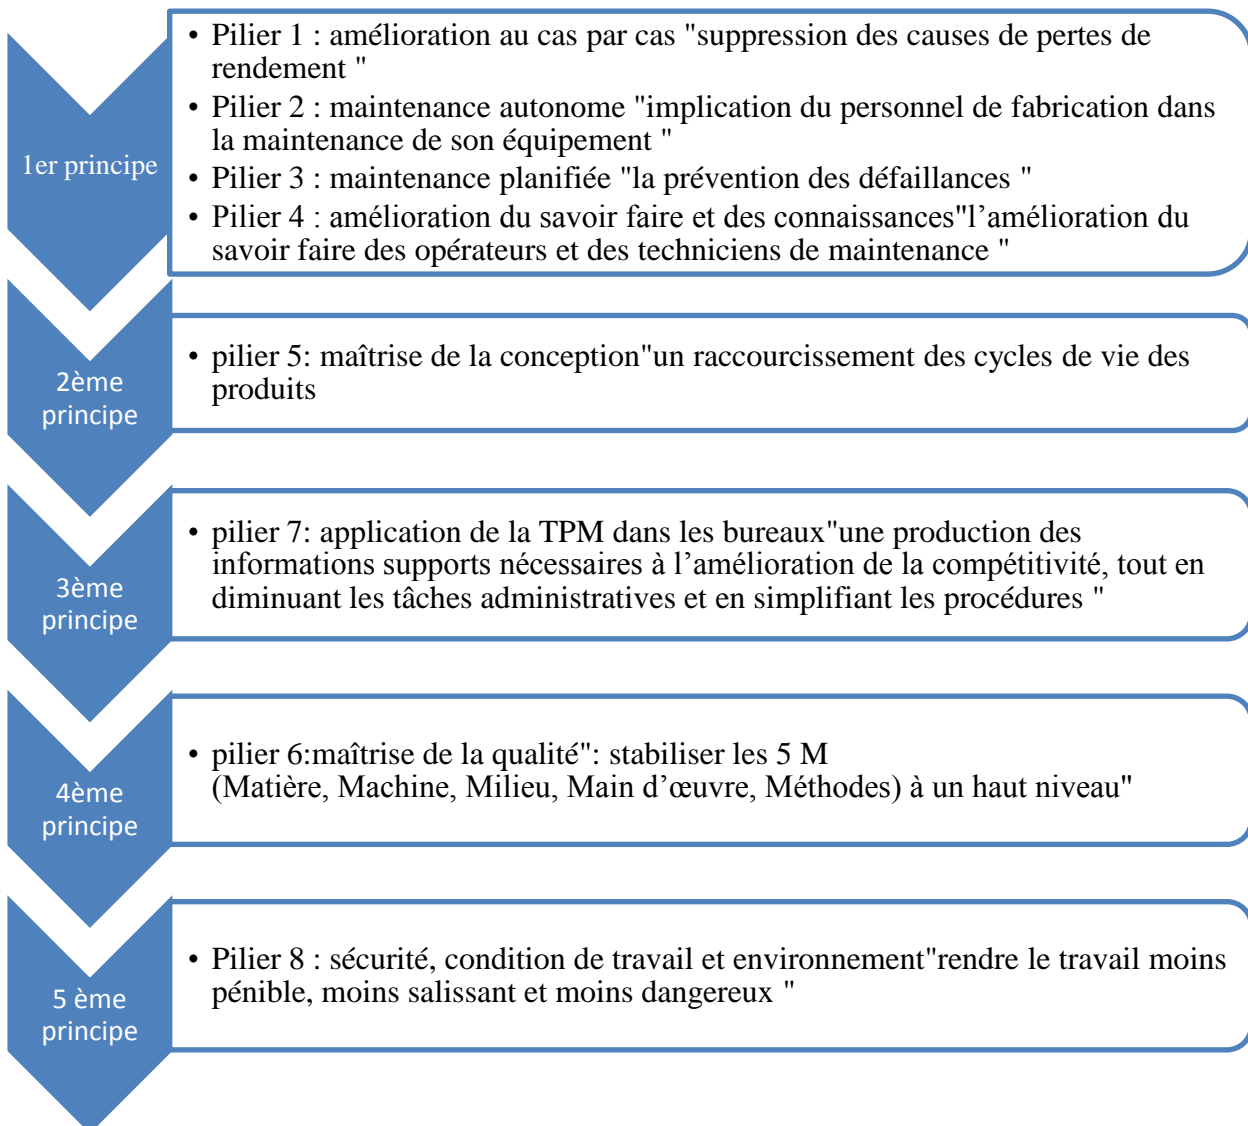 1er principe
• Pilier 1 : amélioration au cas par cas "suppression des causes de pertes de
rendement "
• Pilier 2 : maintenance autonome "implication du personnel de fabrication dans
la maintenance de son équipement "
• Pilier 3 : maintenance planifiée "la prévention des défaillances "
• Pilier 4 : amélioration du savoir faire et des connaissances"l’amélioration du
savoir faire des opérateurs et des techniciens de maintenance "
2ème
principe
• pilier 5: maîtrise de la conception"un raccourcissement des cycles de vie des
produits
3ème
principe
• pilier 7: application de la TPM dans les bureaux"une production des
informations supports nécessaires à l’amélioration de la compétitivité, tout en
diminuant les tâches administratives et en simplifiant les procédures "
4ème
principe
• pilier 6:maîtrise de la qualité": stabiliser les 5 M
(Matière, Machine, Milieu, Main d’œuvre, Méthodes) à un haut niveau"
5 ème
principe
• Pilier 8 : sécurité, condition de travail et environnement"rendre le travail moins
pénible, moins salissant et moins dangereux "